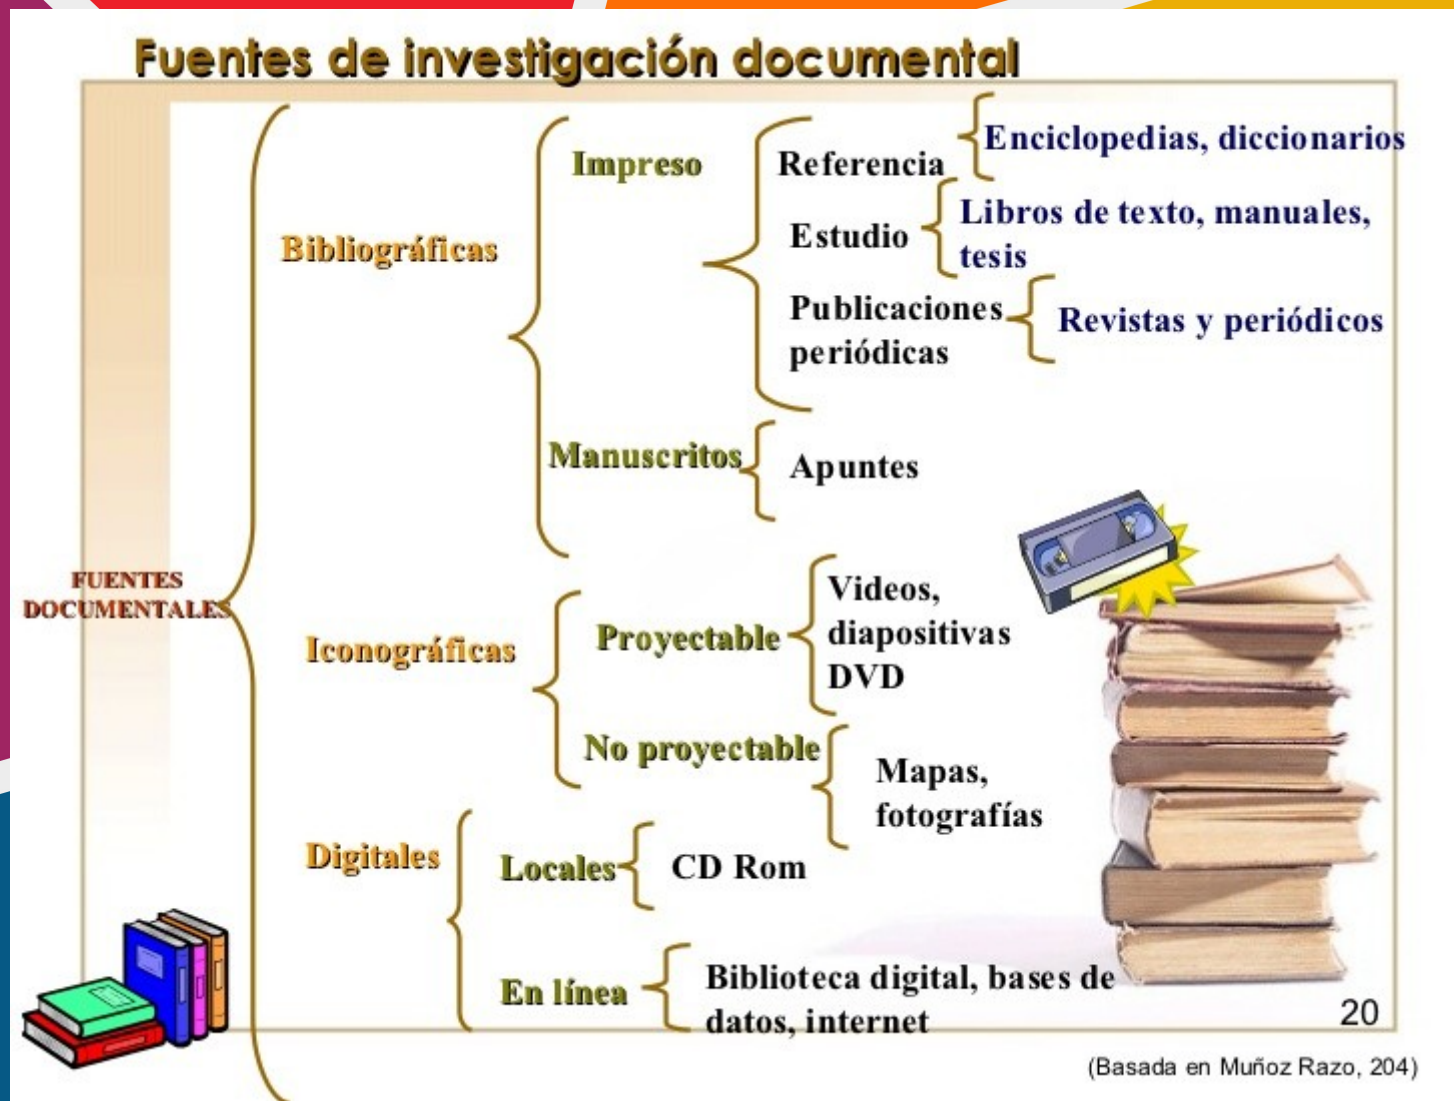 Fuentes de investigación documental
FUENTES
DOCUMENTALES
Bibliográficas
Impreso
Referencia
Enciclopedias, diccionarios
Estudio
Libros de texto, manuales,
tesis
Publicaciones
periódicas
Revistas y periódicos
Manuscritos
Apuntes
Iconográficas
Proyectable
Videos,
diapositivas
DVD
No proyectable
Mapas,
fotografías
Digitales
Locales
CD Rom
En línea
Biblioteca digital, bases de
datos, internet
20
(Basada en Muñoz Razo, 204)